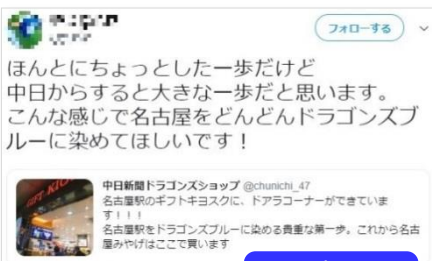 フォローする
ほんとにちょっとした一歩だけど
中日からすると大きな一歩だと思います。
こんな感じで名古屋をどんどんドラゴンズブ
ルーに染めてほしいです！
中日新聞ドラゴンズショップ @chunichi_47
名古屋駅のギフトキヨスクに、ドアラコーナーができていま
す！！！
名古屋駅をドラゴンズブルーに染める貴重な第一歩。これから名古
屋みやげはここで買います